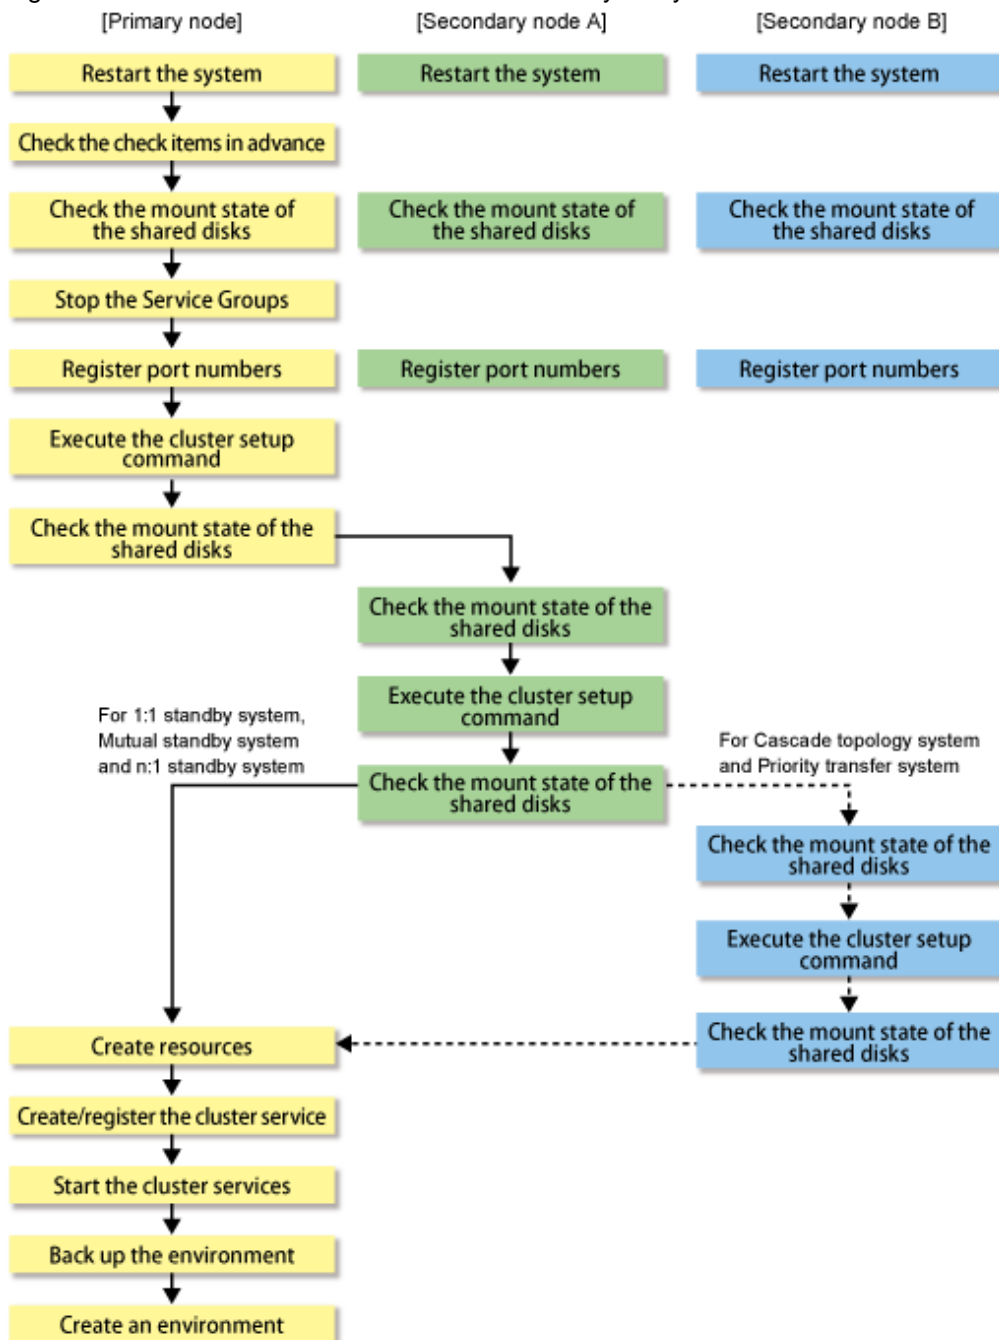 [Primary node] [Secondary node A] [Secondary node B]
Restart the system
Restart the system
Restart the system
Check the check items in advance
Check the mount state of
the shared disks
Check the mount state of
the shared disks
Check the mount state of
the shared disks
Stop the Service Groups
Register port numbers
Register port numbers
Register port numbers
Execute the cluster setup
command
Check the mount state of the
shared disks
Check the mount state of the
shared disks
Execute the cluster setup
command
For 1:1 standby system,
Mutual standby system
and n:1 standby system
Check the mount state of the
shared disks
For Cascade topology system
and Priority transfer system
Check the mount state of the
shared disks
Execute the cluster setup
command
Check the mount state of the
shared disks
Create resources
Create/register the cluster service
Start the cluster services
Back up the environment
Create an environment